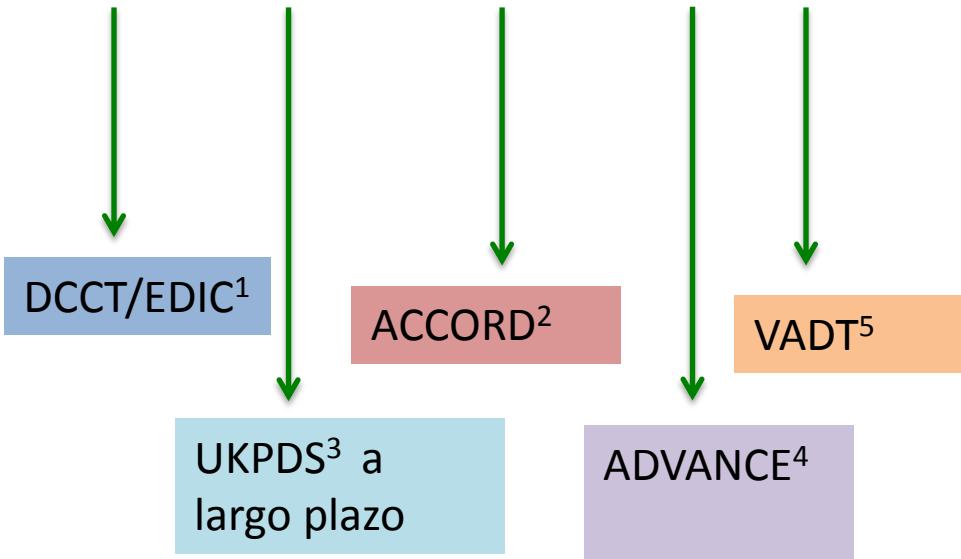 DCCT/EDIC¹
ACCORD²
VADT⁵
UKPDS³ a
largo plazo
ADVANCE⁴